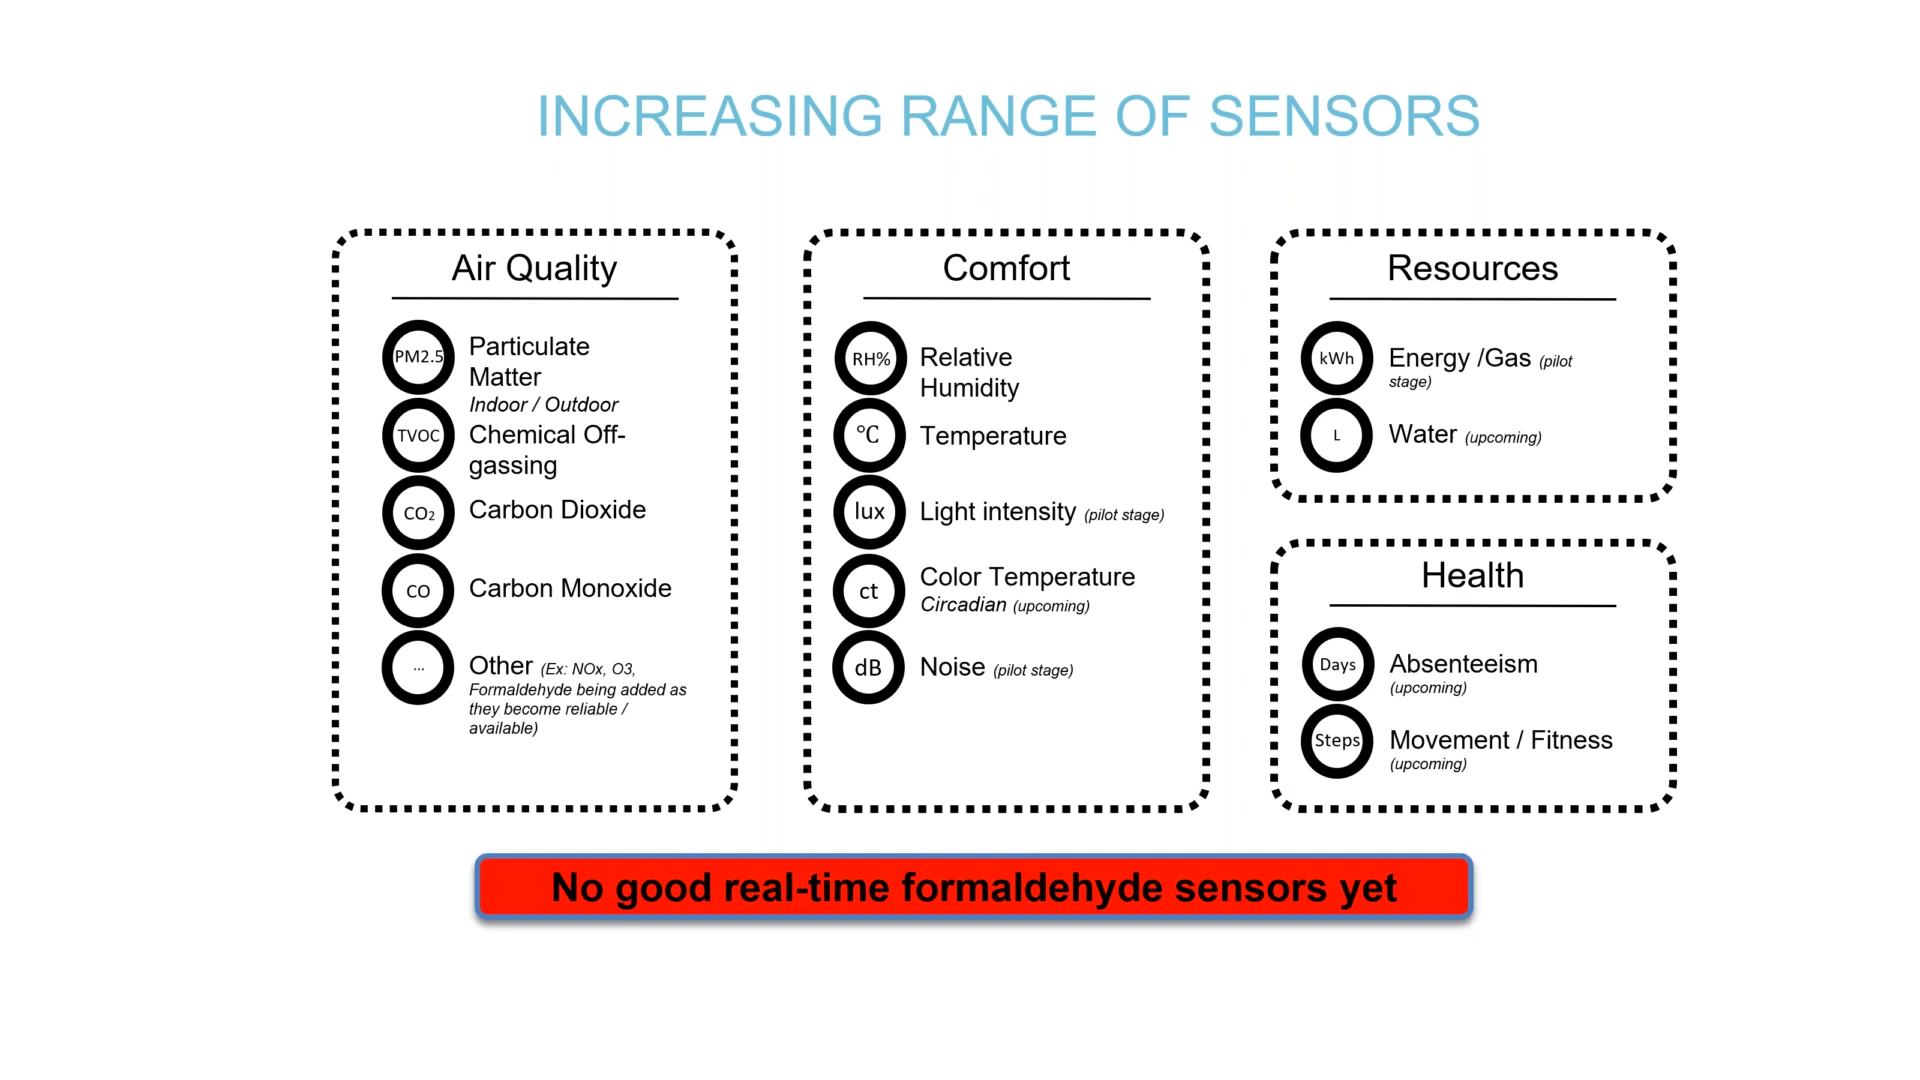 INCREASING RANGE OF SENSORS
Air Quality
PM2.5
Particulate
Matter
Indoor / Outdoor
TVOC
Chemical Off-
gassing
CO₂
Carbon Dioxide
CO
Carbon Monoxide
...
Other (Ex: NOx, O3,
Formaldehyde being added as
they become reliable /
available)
Comfort
RH%
Relative
Humidity
°C
Temperature
lux
Light intensity (pilot stage)
ct
Color Temperature
Circadian (upcoming)
dB
Noise (pilot stage)
Resources
kWh
Energy /Gas (pilot
stage)
L
Water (upcoming)
Health
Days
Absenteeism
(upcoming)
Steps
Movement / Fitness
(upcoming)
No good real-time formaldehyde sensors yet